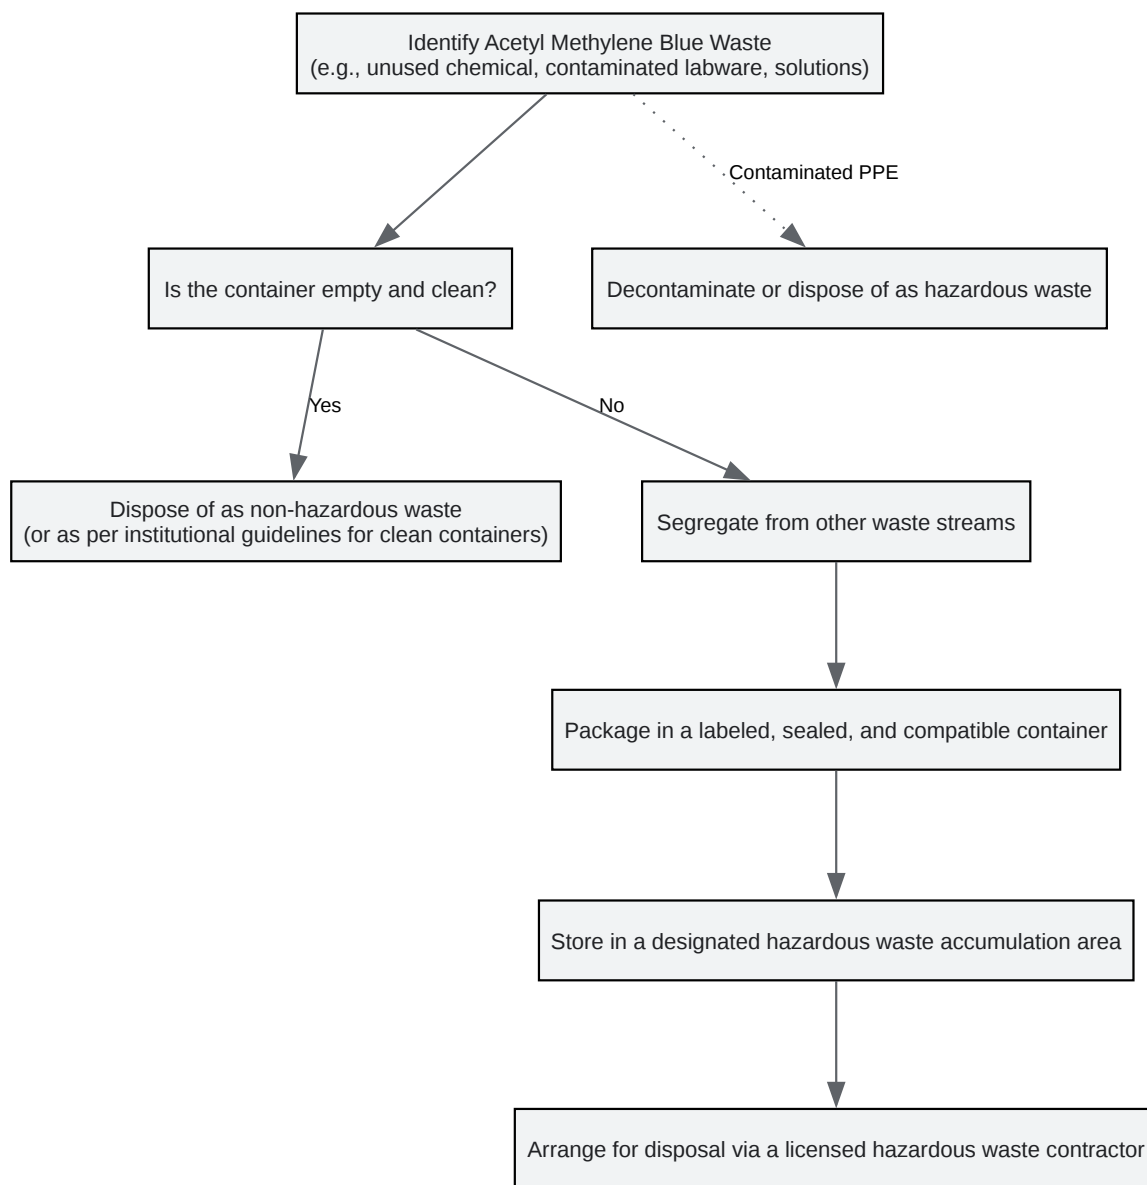 Identify Acetyl Methylene Blue Waste
(e.g., unused chemical, contaminated labware, solutions)
Contaminated PPE
Is the container empty and clean?
Decontaminate or dispose of as hazardous waste
Yes
No
Dispose of as non-hazardous waste
(or as per institutional guidelines for clean containers)
Segregate from other waste streams
Package in a labeled, sealed, and compatible container
Store in a designated hazardous waste accumulation area
Arrange for disposal via a licensed hazardous waste contractor